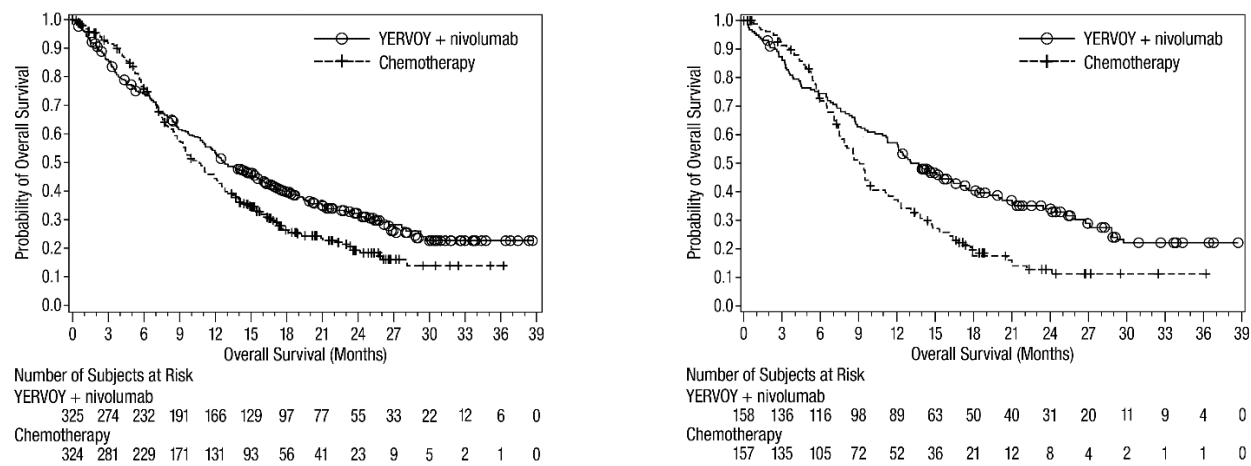 1.0
0.9
0.8
0.7
0.6
0.5
0.4
0.3
0.2
0.1
0.0
Probability of Overall Survival
YERVOY + nivolumab
Chemotherapy
0 3 6 9 12 15 18 21 24 27 30 33 36 39
Overall Survival (Months)
Number of Subjects at Risk
YERVOY + nivolumab
325 274 232 191 166 129 97 77 55 33 22 12 6 0
Chemotherapy
324 281 229 171 131 93 56 41 23 9 5 2 1 0
1.0
0.9
0.8
0.7
0.6
0.5
0.4
0.3
0.2
0.1
0.0
Probability of Overall Survival
YERVOY + nivolumab
Chemotherapy
0 3 6 9 12 15 18 21 24 27 30 33 36 39
Overall Survival (Months)
Number of Subjects at Risk
YERVOY + nivolumab
158 136 116 98 89 63 50 40 31 20 11 9 4 0
Chemotherapy
157 135 105 72 52 36 21 12 8 4 2 1 1 0